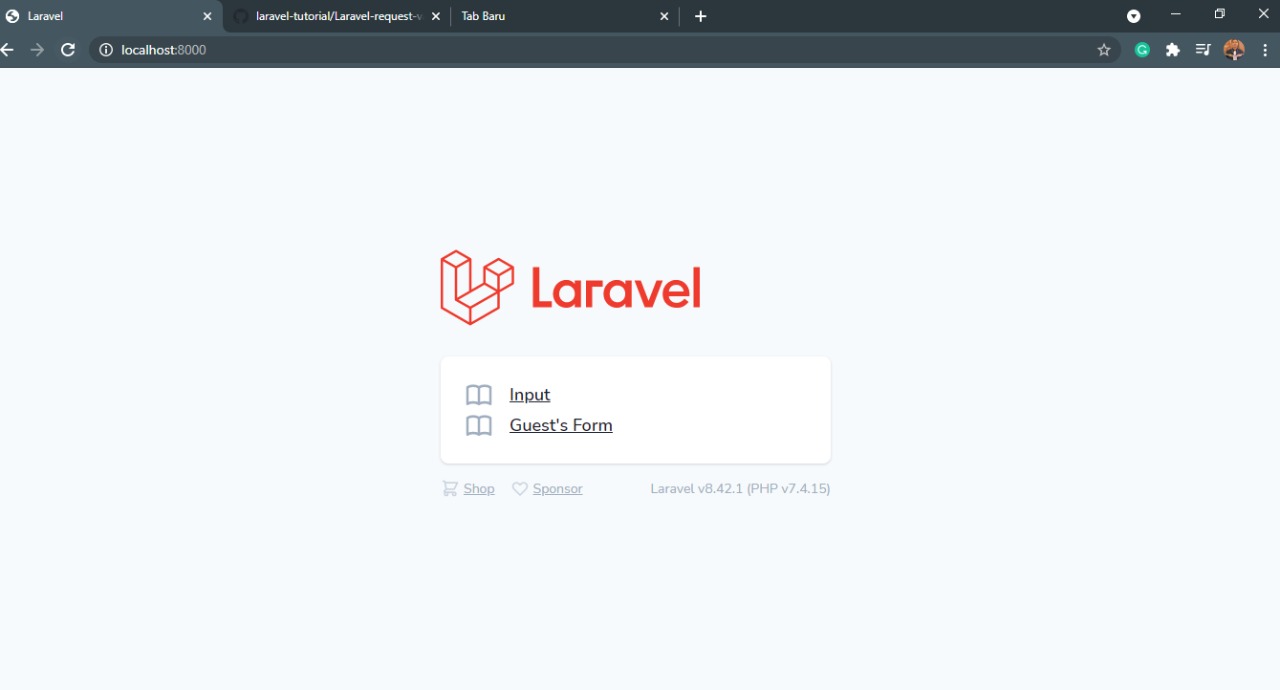 Laravel
laravel-tutorial/Laravel-request-v
Tab Baru
localhost:8000
Laravel
Input
Guest's Form
Shop
Sponsor
Laravel v8.42.1 (PHP v7.4.15)